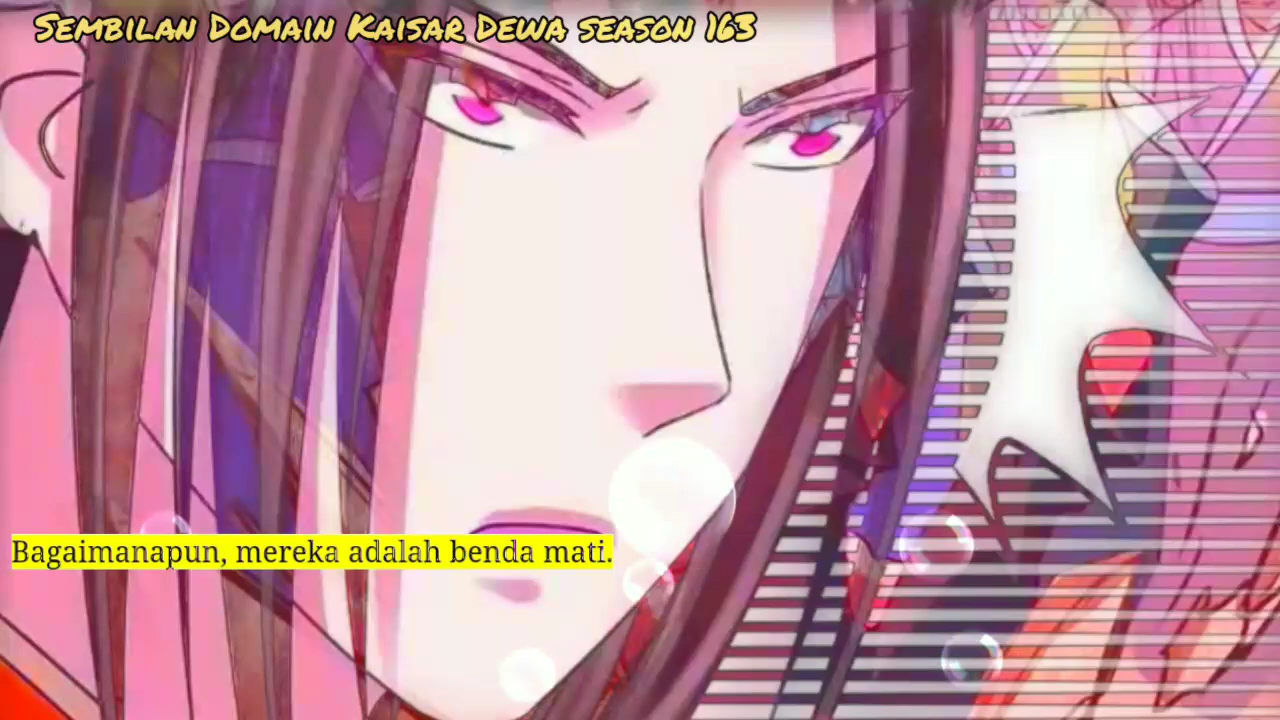 Sembilan Domain Kaisar Dewa season 163
Bagaimanapun, mereka adalah benda mati.